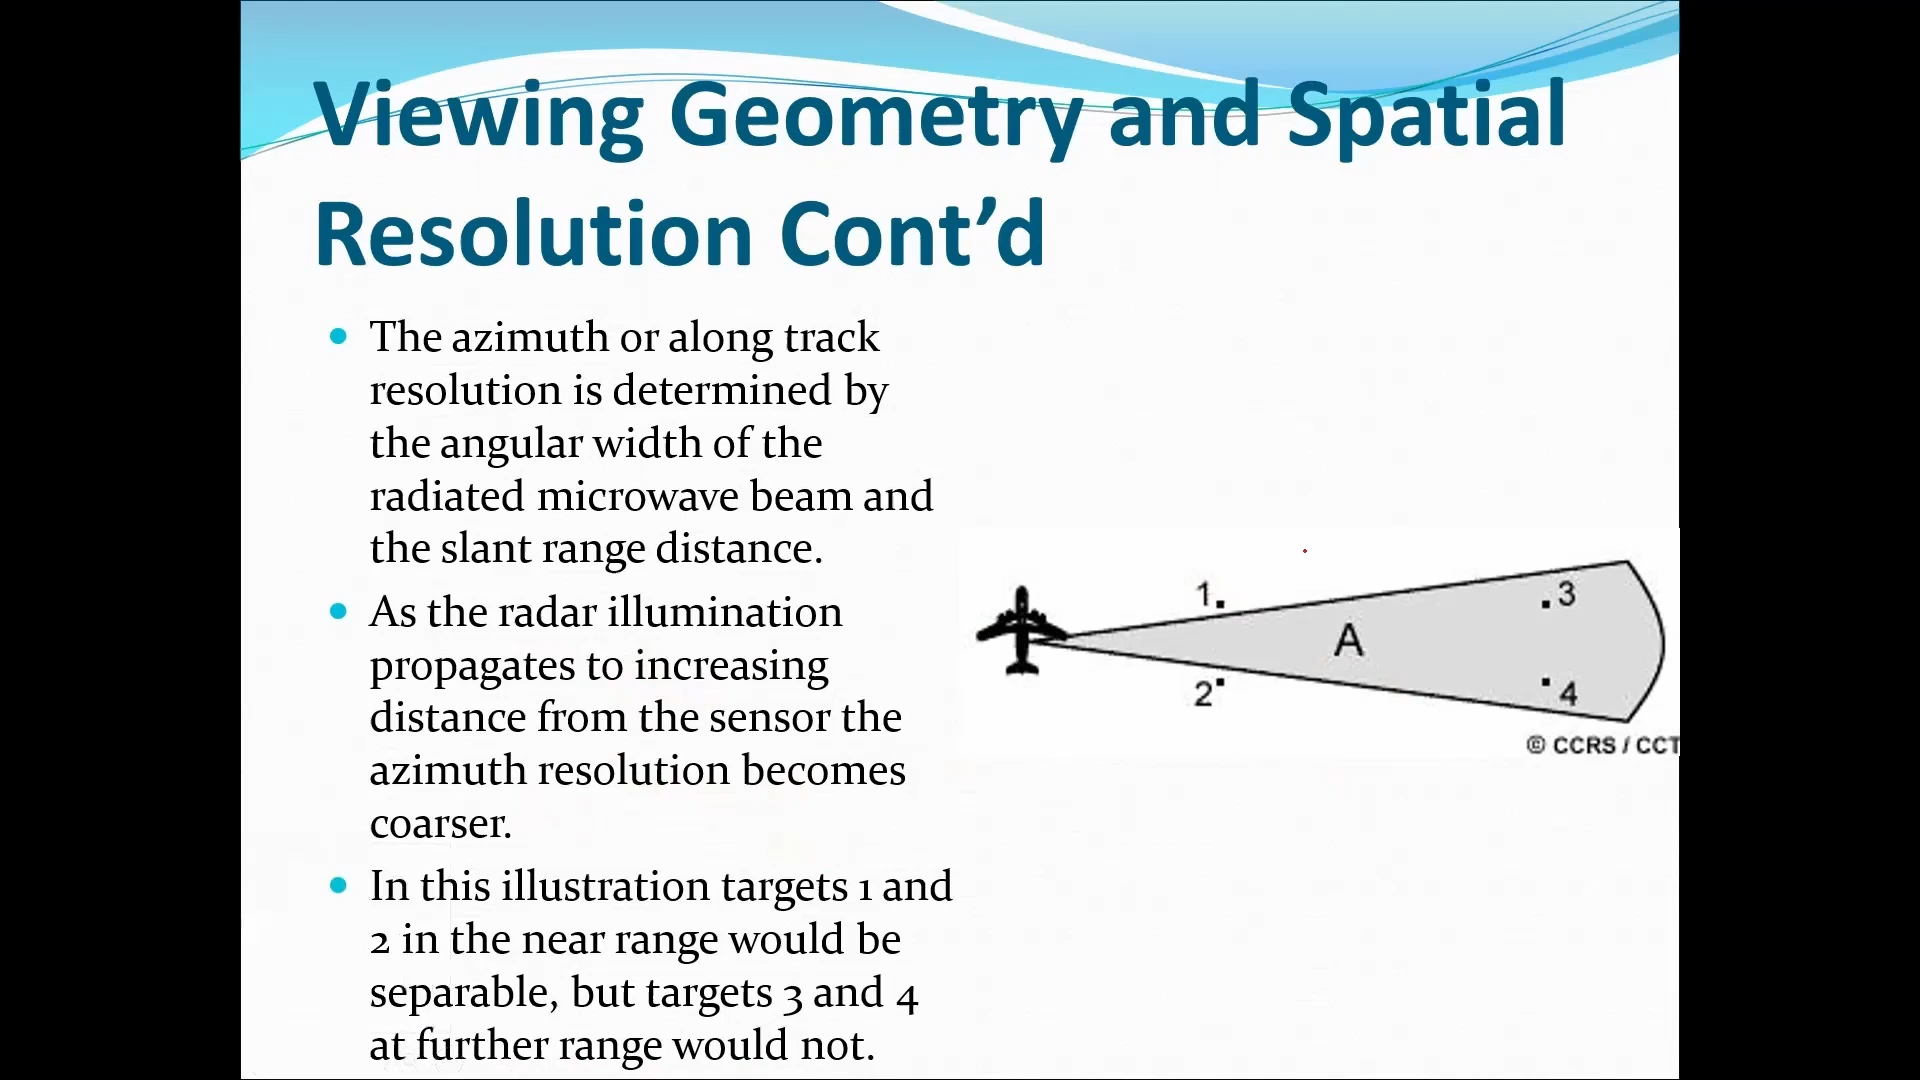 Viewing Geometry and Spatial
Resolution Cont’d
The azimuth or along track
resolution is determined by
the angular width of the
radiated microwave beam and
the slant range distance.
As the radar illumination
propagates to increasing
distance from the sensor the
azimuth resolution becomes
coarser.
In this illustration targets 1 and
2 in the near range would be
separable, but targets 3 and 4
at further range would not.
1
3
A
2
4
© CCRS / CCT